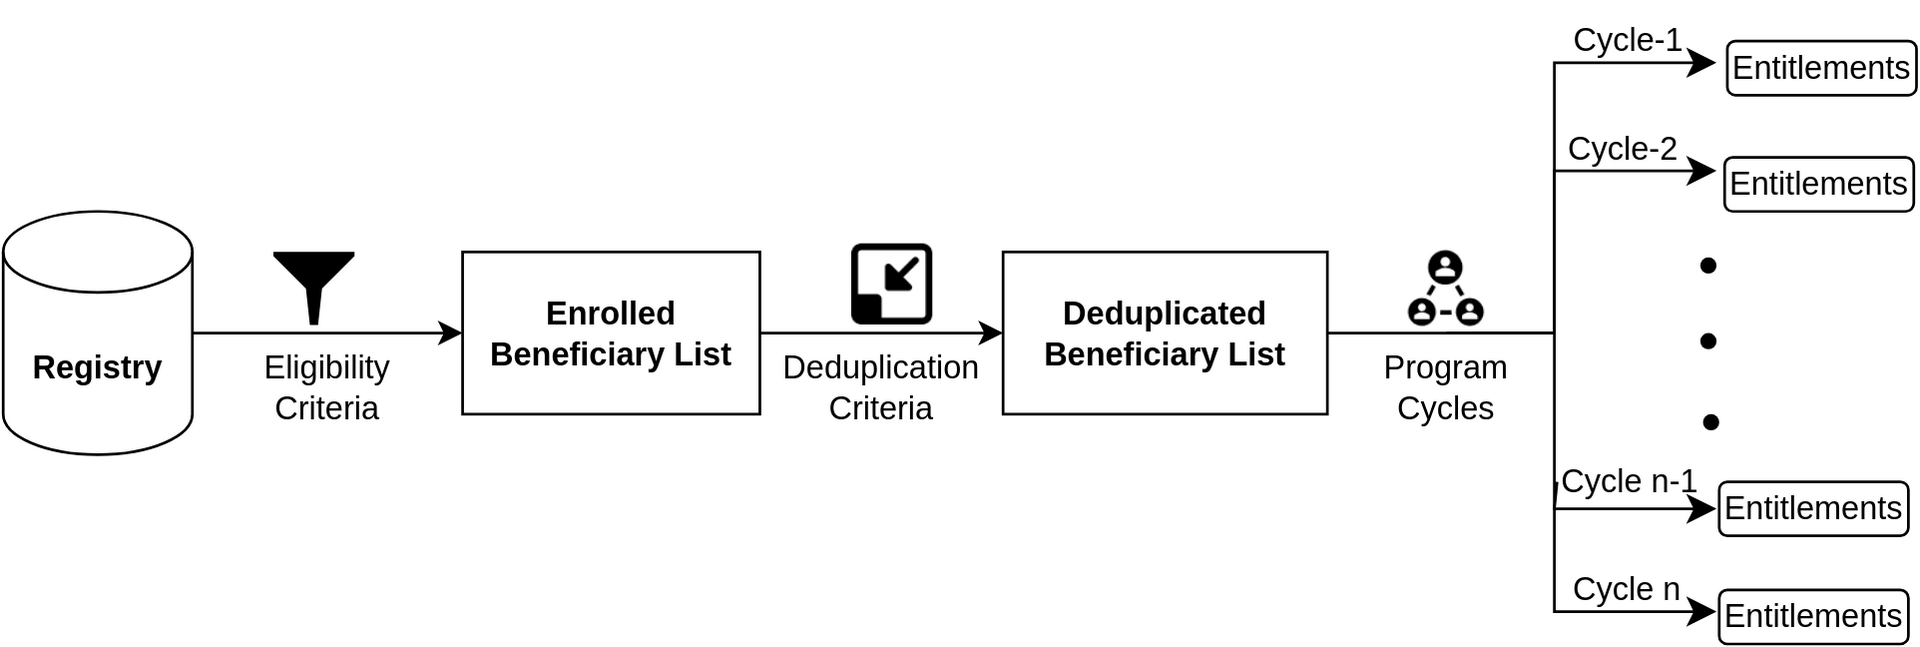 Registry
Eligibility
Criteria
Enrolled
Beneficiary List
Deduplication
Criteria
Deduplicated
Beneficiary List
Program
Cycles
Cycle-1
Entitlements
Cycle-2
Entitlements
Cycle n-1
Entitlements
Cycle n
Entitlements